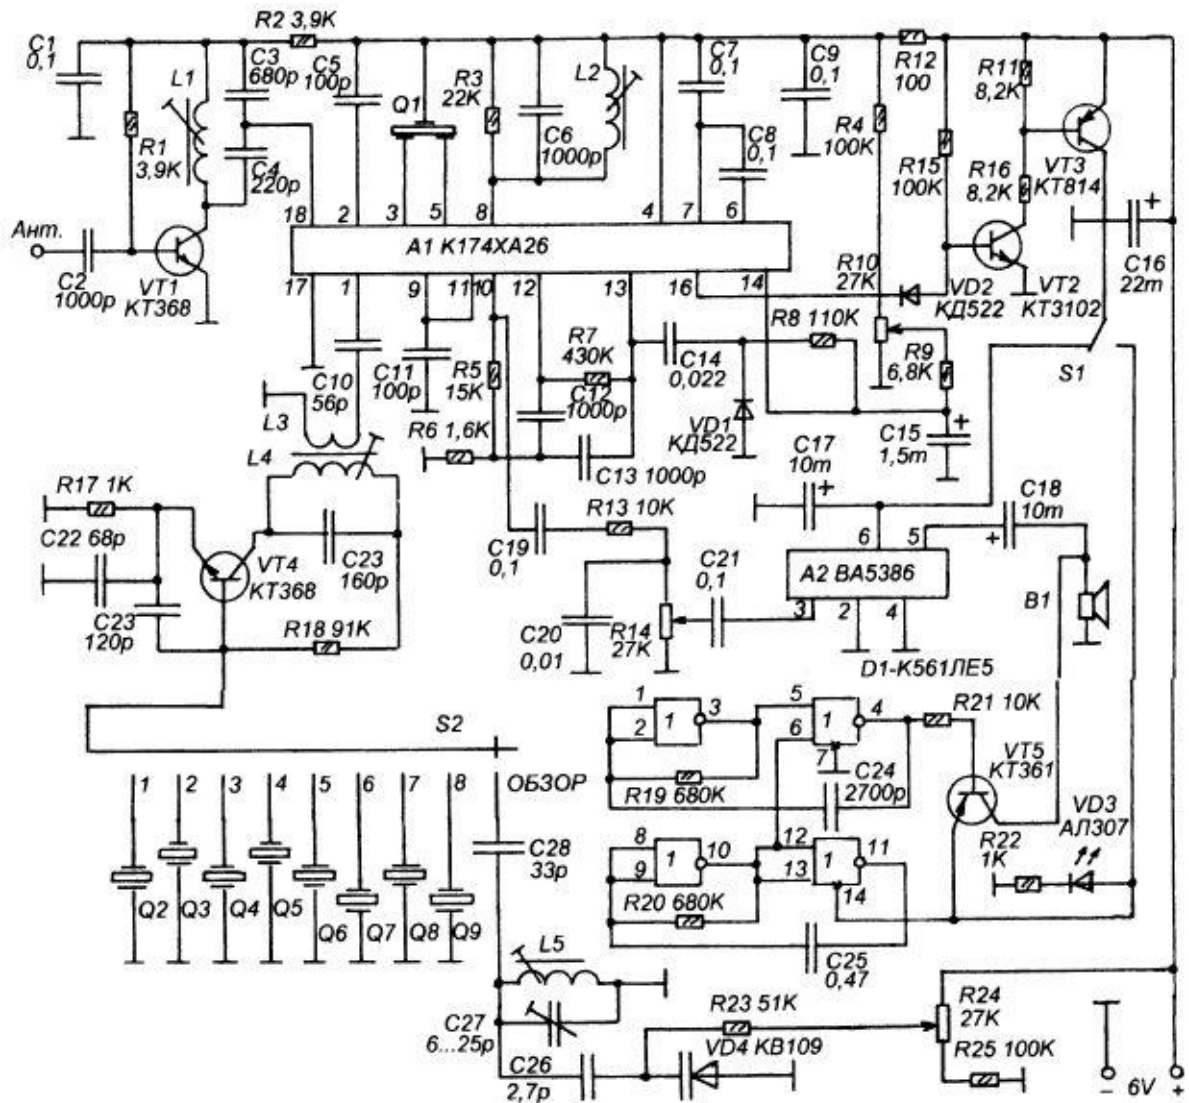 R2 3,9K
C1
0,1
C3
680p
C5
100p
L1
R1
3,9K
C4
220p
Q1
R3
22K
C6
1000p
L2
C7
0,1
C8
0,1
C9
0,1
R4
100K
R12
100
R15
100K
R11
8,2K
R16
8,2K
VT3
КТ814
Ант.
C2
1000p
VT1
КТ368
18 2 3 5 8 4 7 6
A1 К174ХА26
17 1 9 11 10 12 13 16 14
R10
27K
VD2
КД522
VT2
КТ3102
C16
22m
C10
56p
C11
100p
R5
15K
R7
430K
C12
1000p
C14
0,022
R8 110K
R9
6,8K
S1
L3
L4
R6 1,6K
C13 1000p
VD1
КД522
C15
1,5m
C17
10m
C18
10m
R17 1K
C22 68p
VT4
КТ368
C23
160p
C23
120p
R18 91K
C19
0,1
R13 10K
C20
0,01
R14
27K
C21
0,1
6 5
A2 BA5386
3 2 4
B1
D1-К561ЛЕ5
S2
1 2 3 4 5 6 7 8 ОБЗОР
Q2 Q3 Q4 Q5 Q6 Q7 Q8 Q9
1
2
1
3
5
6
1
4
7
R19 680K
C24
2700p
R21 10K
VT5
КТ361
8
9
1
10
12
13
1
11
14
R20 680K
C25
0,47
R22
1K
VD3
АЛ307
C28
33p
L5
C27
6...25p
C26
2,7p
R23 51K
VD4 КВ109
R24
27K
R25 100K
– 6V +